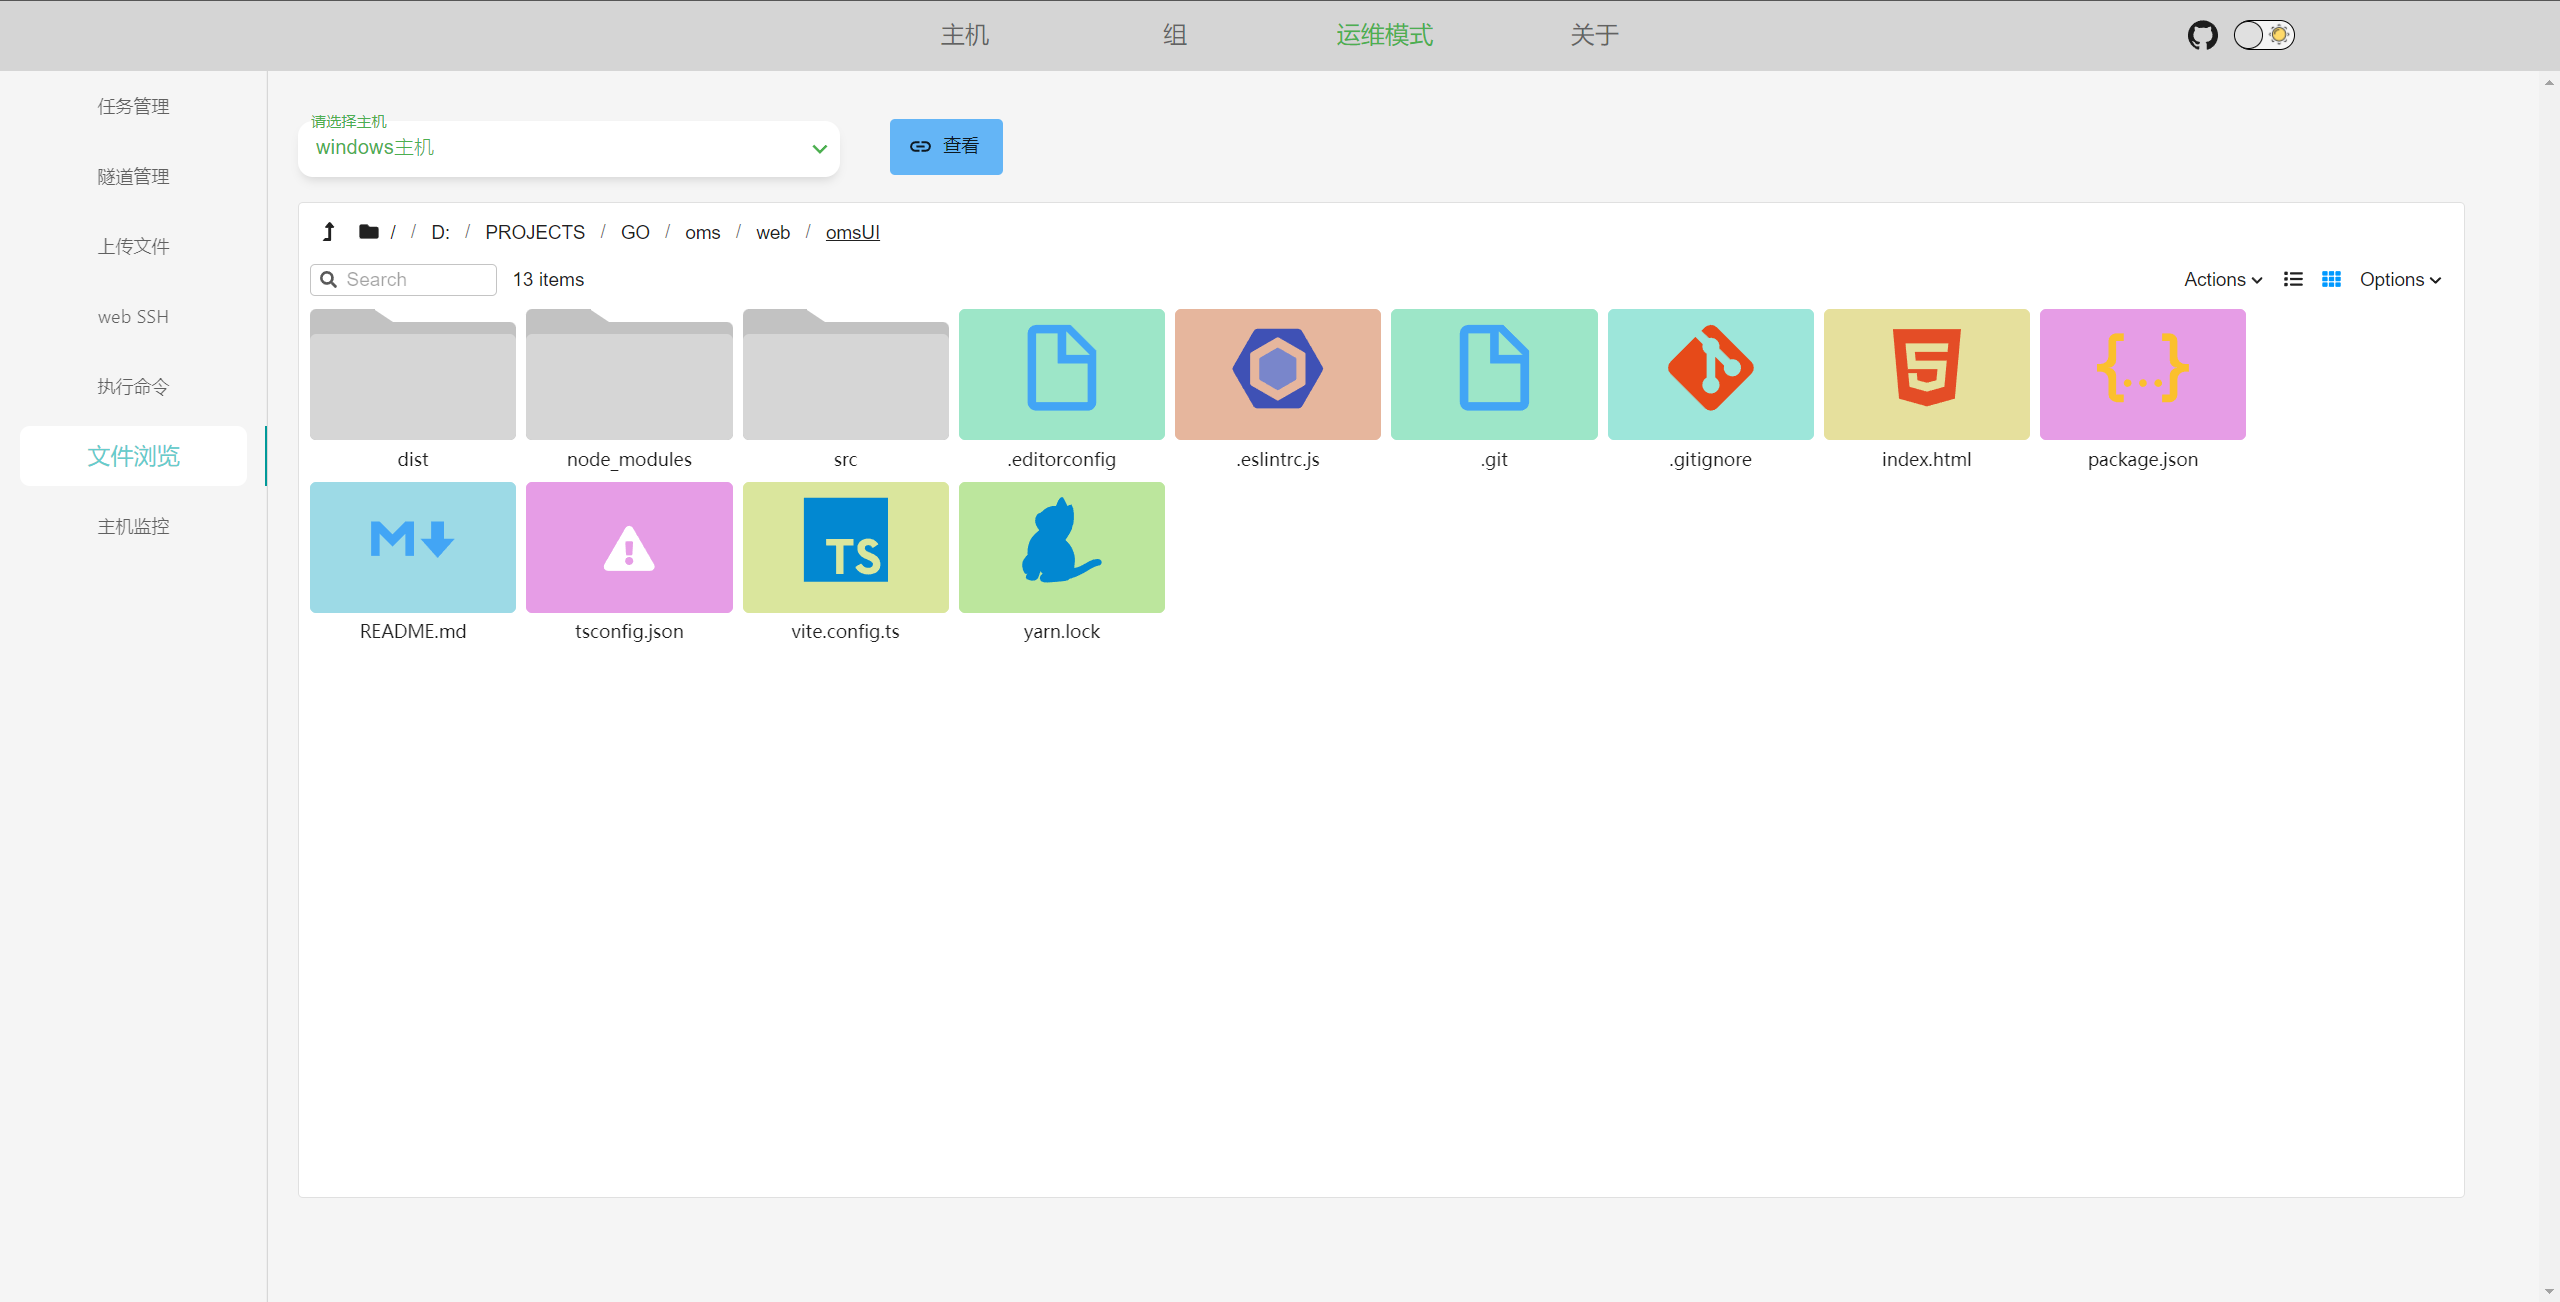 主机 组 运维模式 关于
任务管理
隧道管理
上传文件
web SSH
执行命令
文件浏览
主机监控
请选择主机
windows主机
查看
/ / D: / PROJECTS / GO / oms / web / omsUI
Search 13 items Actions Options
dist node_modules src .editorconfig .eslintrc.js .git .gitignore index.html package.json
TS
README.md tsconfig.json vite.config.ts yarn.lock